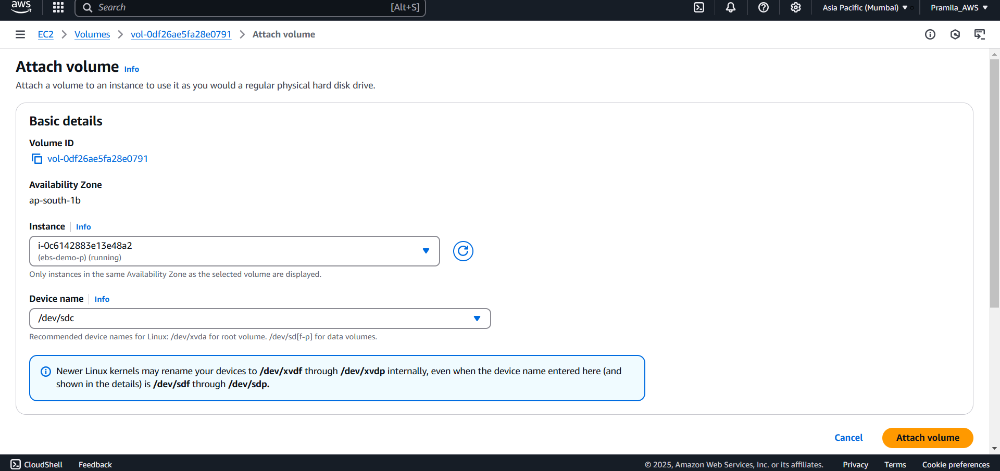 aws Search [Alt+S] Asia Pacific (Mumbai) Pramila_AWS
EC2 Volumes vol-0df26ae5fa28e0791 Attach volume
Attach volume Info
Attach a volume to an instance to use it as you would a regular physical hard disk drive.
Basic details
Volume ID
vol-0df26ae5fa28e0791
Availability Zone
ap-south-1b
Instance Info
i-0c6142883e13e48a2
(ebs-demo-p) (running)
Only instances in the same Availability Zone as the selected volume are displayed.
Device name Info
/dev/sdc
Recommended device names for Linux: /dev/xvda for root volume. /dev/sd[f-p] for data volumes.
Newer Linux kernels may rename your devices to /dev/xvdf through /dev/xvdp internally, even when the device name entered here (and
shown in the details) is /dev/sdf through /dev/sdp.
Cancel Attach volume
CloudShell Feedback © 2025, Amazon Web Services, Inc. or its affiliates. Privacy Terms Cookie preferences